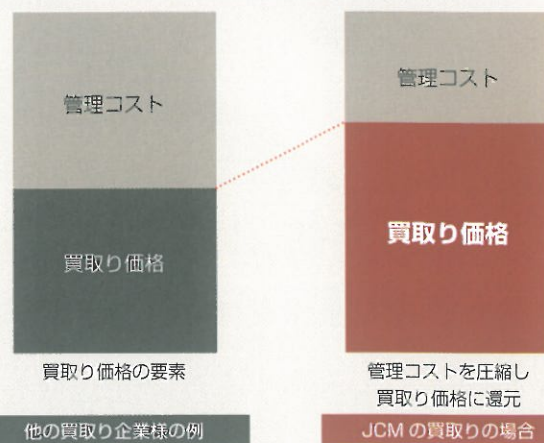 管理コスト
買取り価格
買取り価格の要素
他の買取り企業様の例
管理コスト
買取り価格
管理コストを圧縮し
買取り価格に還元
JCMの買取りの場合